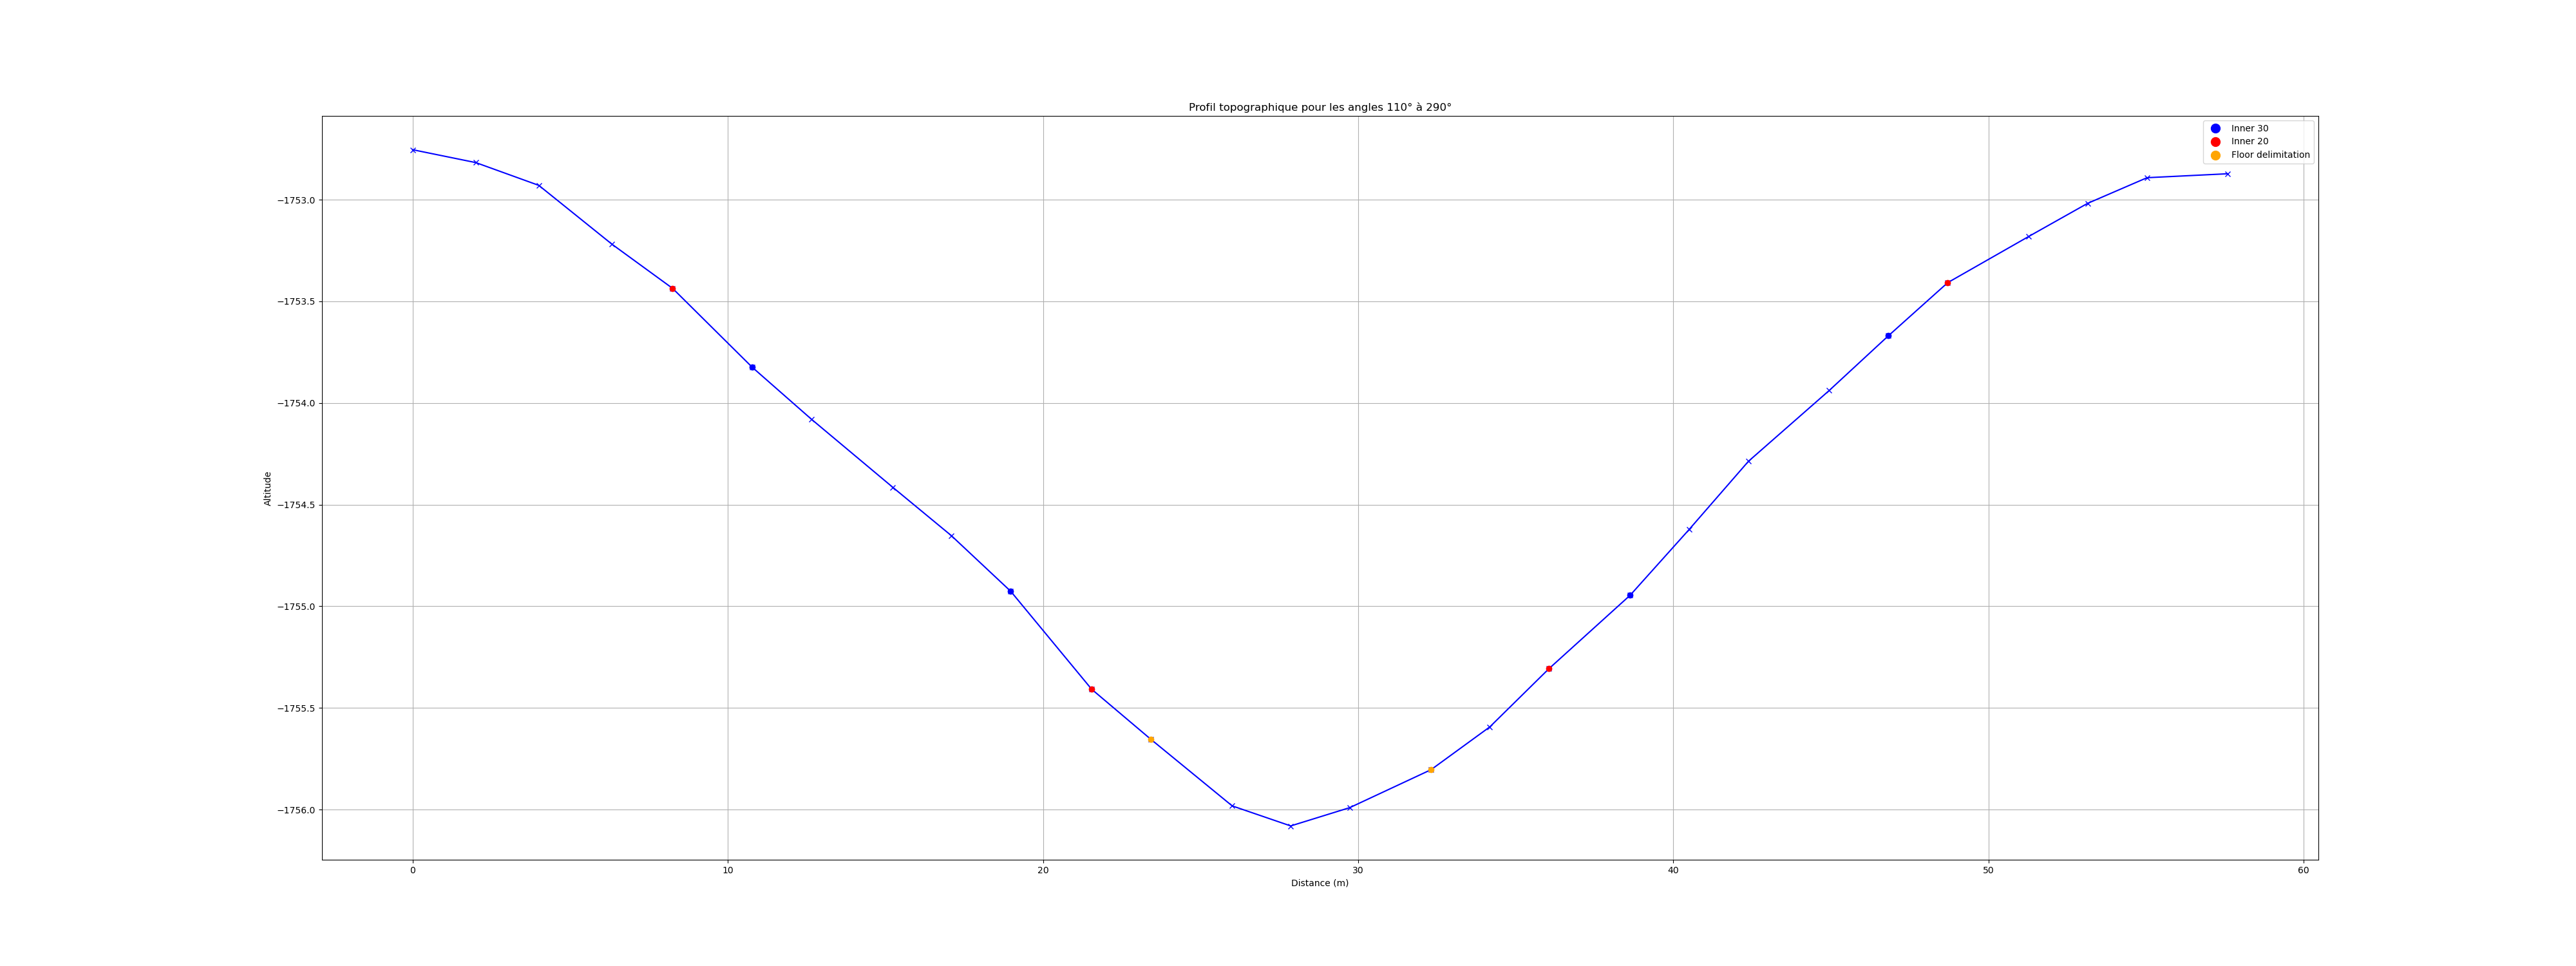 Profil topographique pour les angles 110° à 290°
Inner 30
Inner 20
Floor delimitation
−1753.0
−1753.5
−1754.0
−1754.5
−1755.0
−1755.5
−1756.0
Altitude
0 10 20 30 40 50 60
Distance (m)